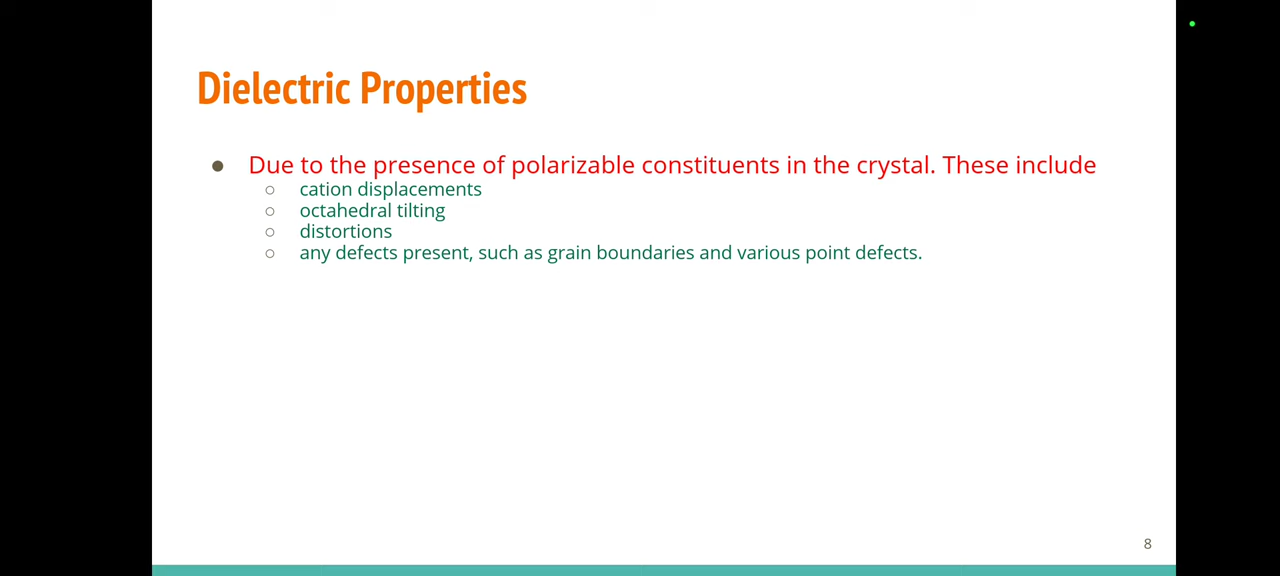 Dielectric Properties
● Due to the presence of polarizable constituents in the crystal. These include
○ cation displacements
○ octahedral tilting
○ distortions
○ any defects present, such as grain boundaries and various point defects.
8